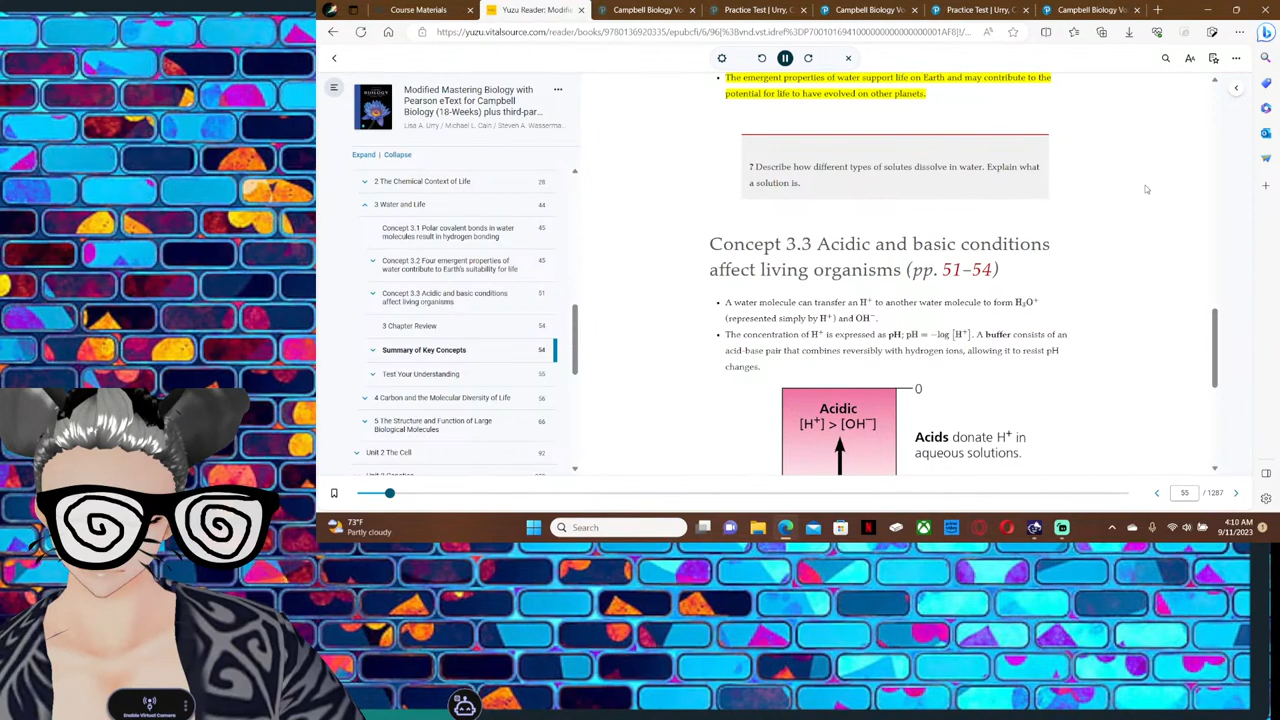 Course Materials
Yuzu Reader: Modifie
Campbell Biology Vo
Practice Test | Urry, C
Campbell Biology Vo
Practice Test | Urry, C
Campbell Biology Vo
https://yuzu.vitalsource.com/reader/books/9780136920335/epubcfi/6/96[%3Bvnd.vst.idref%3DP7001016941000000000000000001AF8]!/...
Modified Mastering Biology with
Pearson eText for Campbell
Biology (18-Weeks) plus third-par...
Lisa A. Urry / Michael L. Cain / Steven A. Wasserma...
Expand | Collapse
2 The Chemical Context of Life 28
3 Water and Life 44
Concept 3.1 Polar covalent bonds in water 45
molecules result in hydrogen bonding
Concept 3.2 Four emergent properties of 45
water contribute to Earth's suitability for life
Concept 3.3 Acidic and basic conditions 51
affect living organisms
3 Chapter Review 54
Summary of Key Concepts 54
Test Your Understanding 55
4 Carbon and the Molecular Diversity of Life 56
5 The Structure and Function of Large 66
Biological Molecules
Unit 2 The Cell 92
The emergent properties of water support life on Earth and may contribute to the
potential for life to have evolved on other planets.
? Describe how different types of solutes dissolve in water. Explain what
a solution is.
Concept 3.3 Acidic and basic conditions
affect living organisms (pp. 51–54)
• A water molecule can transfer an H⁺ to another water molecule to form H₃O⁺
(represented simply by H⁺) and OH⁻.
• The concentration of H⁺ is expressed as pH; pH = −log [H⁺]. A buffer consists of an
acid-base pair that combines reversibly with hydrogen ions, allowing it to resist pH
changes.
0
Acidic
[H⁺] > [OH⁻]
Acids donate H⁺ in
aqueous solutions.
55 / 1287
73°F
Partly cloudy
Search
4:10 AM
9/11/2023
Enable Virtual Camera